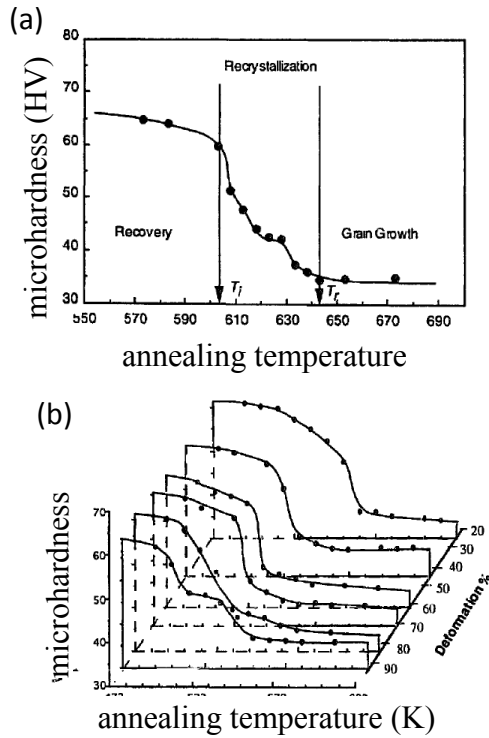 (a)
80
70
60
50
40
30
microhardness (HV)
Recrystallization
Recovery
Grain Growth
Ti
Tr
550 570 590 610 630 650 670 690
annealing temperature
(b)
70
60
50
40
30
microhardness
20
30
40
50
60
70
80
90
Deformation %
annealing temperature (K)